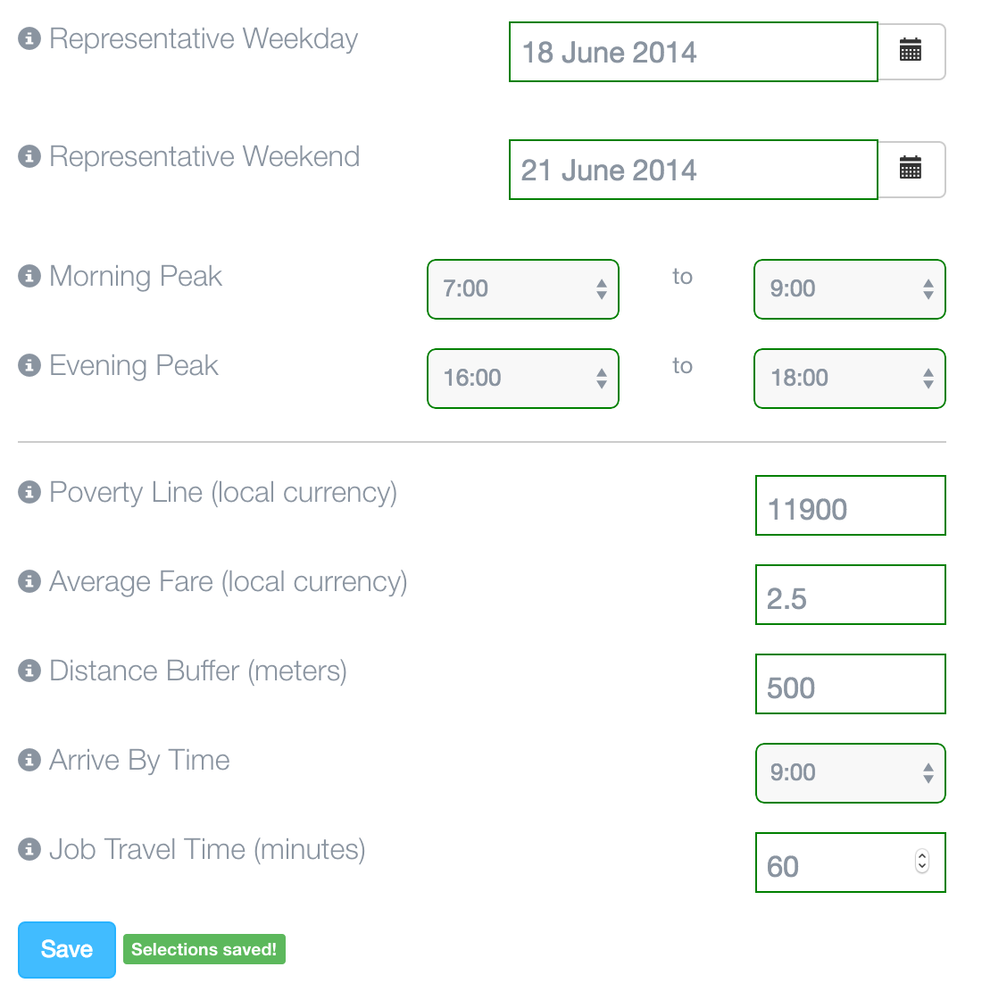 Representative Weekday 18 June 2014
Representative Weekend 21 June 2014
Morning Peak 7:00 to 9:00
Evening Peak 16:00 to 18:00
Poverty Line (local currency) 11900
Average Fare (local currency) 2.5
Distance Buffer (meters) 500
Arrive By Time 9:00
Job Travel Time (minutes) 60
Save Selections saved!